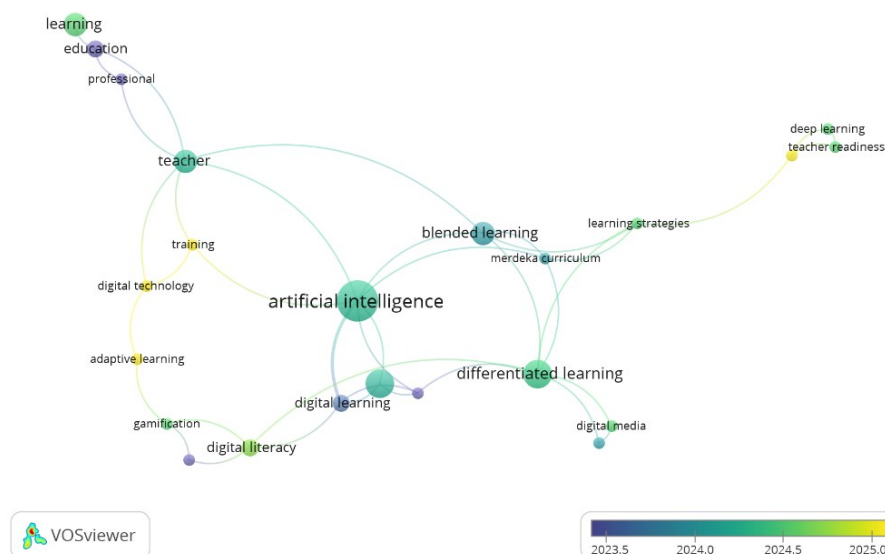 learning
education
professional
deep learning
teacher readiness
teacher
learning strategies
blended learning
training
merdeka curriculum
digital technology
artificial intelligence
adaptive learning
differentiated learning
digital learning
gamification
digital media
digital literacy
VOSviewer
2023.5 2024.0 2024.5 2025.0